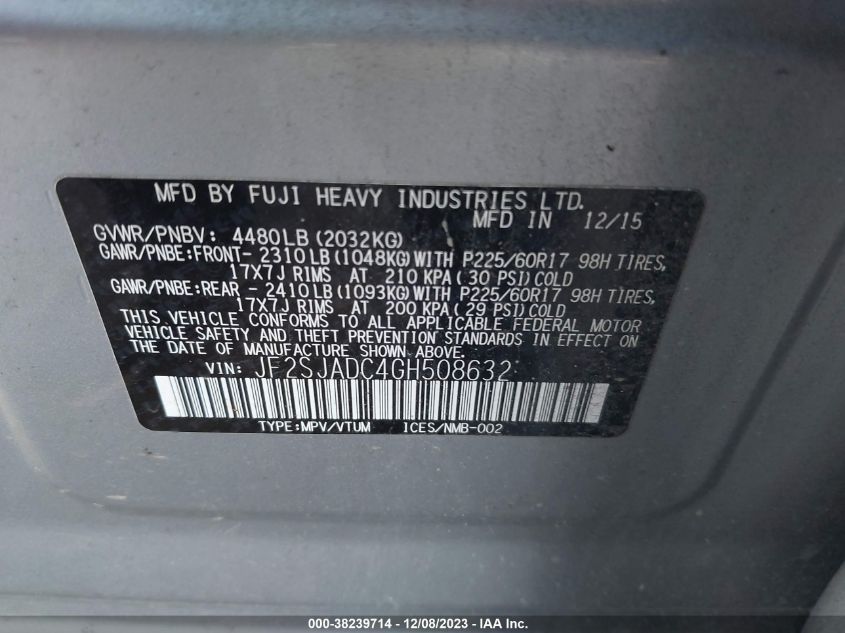 MFD BY FUJI HEAVY INDUSTRIES LTD.
MFD IN 12/15
GVWR/PNBV: 4480LB(2032KG)
GAWR/PNBE:FRONT- 2310LB(1048KG)WITH P225/60R17 98H TIRES,
17X7J RIMS AT 210KPA(30 PSI)COLD
GAWR/PNBE:REAR - 2410LB(1093KG)WITH P225/60R17 98H TIRES,
17X7J RIMS AT 200KPA(29 PSI)COLD
THIS VEHICLE CONFORMS TO ALL APPLICABLE FEDERAL MOTOR
VEHICLE SAFETY AND THEFT PREVENTION STANDARDS IN EFFECT ON
THE DATE OF MANUFACTURE SHOWN ABOVE.
VIN: JF2SJADC4GH508632
TYPE:MPV/VTUM ICES/NMB-002
000-38239714 - 12/08/2023 - IAA Inc.